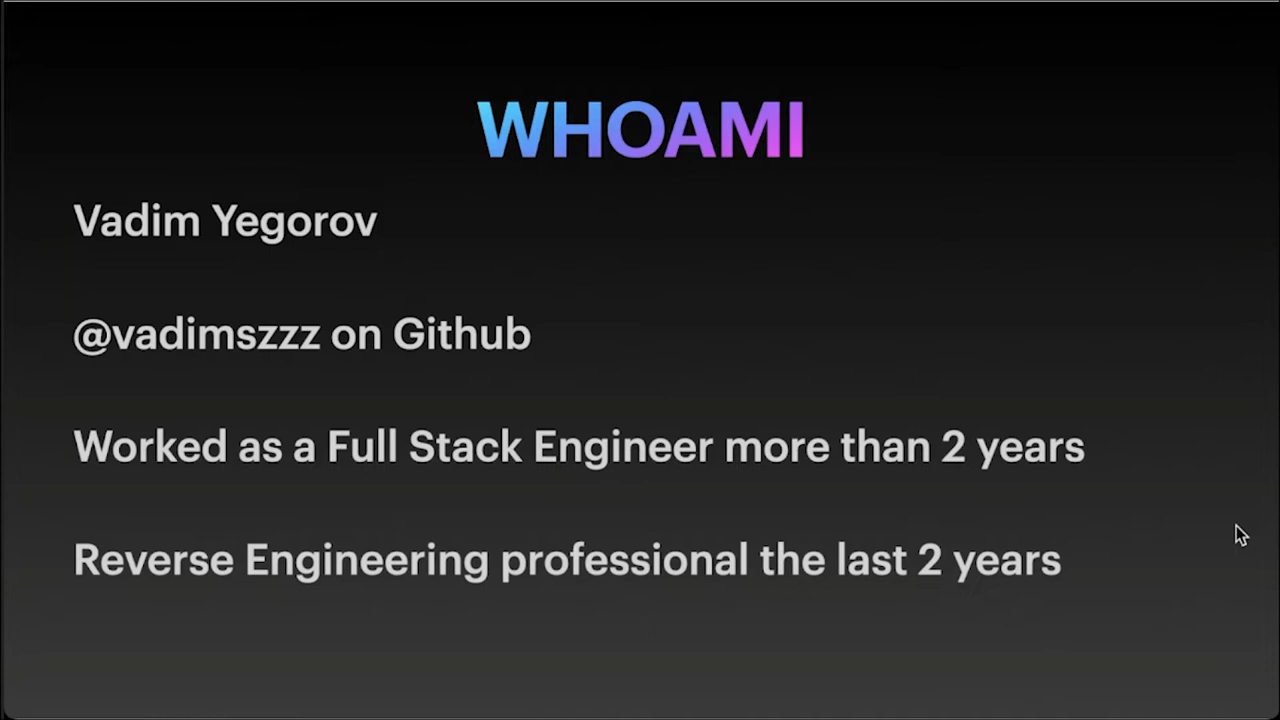 WHOAMI
Vadim Yegorov
@vadimszzz on Github
Worked as a Full Stack Engineer more than 2 years
Reverse Engineering professional the last 2 years